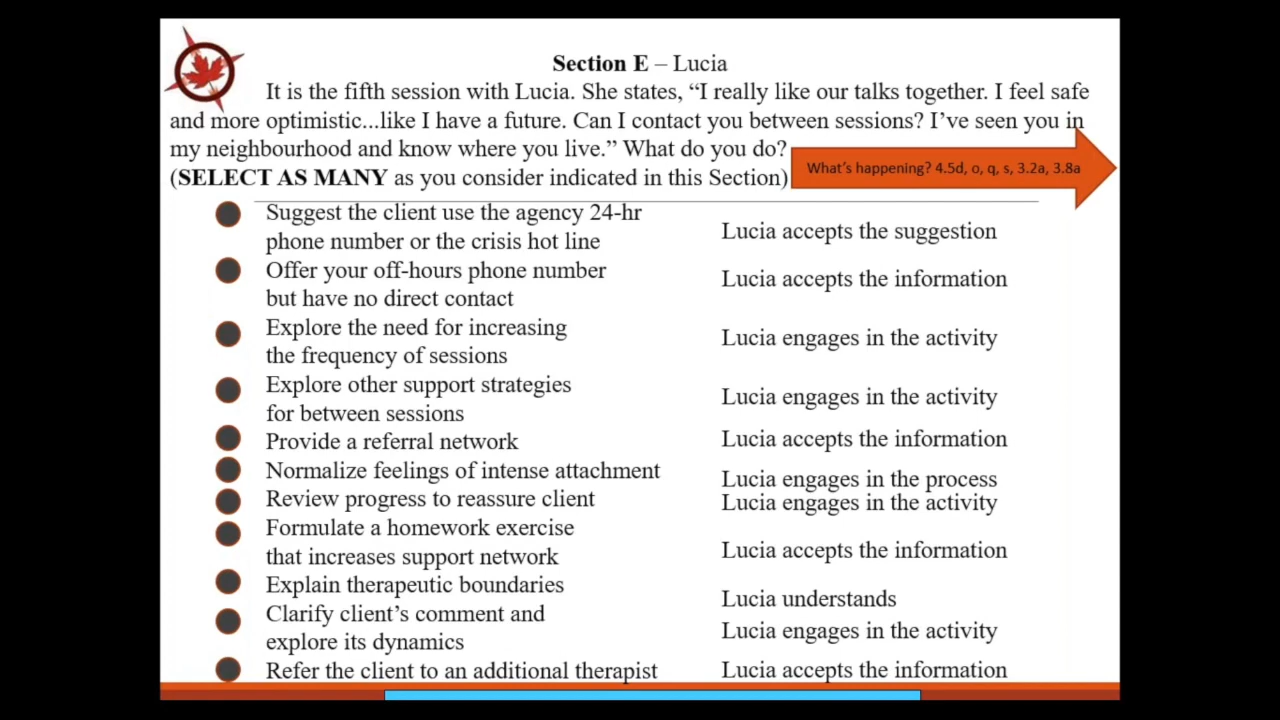 Section E – Lucia
It is the fifth session with Lucia. She states, “I really like our talks together. I feel safe
and more optimistic...like I have a future. Can I contact you between sessions? I’ve seen you in
my neighbourhood and know where you live.” What do you do?
(SELECT AS MANY as you consider indicated in this Section)
What’s happening? 4.5d, o, q, s, 3.2a, 3.8a
Suggest the client use the agency 24-hr
phone number or the crisis hot line
Lucia accepts the suggestion
Offer your off-hours phone number
but have no direct contact
Lucia accepts the information
Explore the need for increasing
the frequency of sessions
Lucia engages in the activity
Explore other support strategies
for between sessions
Lucia engages in the activity
Provide a referral network
Lucia accepts the information
Normalize feelings of intense attachment
Lucia engages in the process
Review progress to reassure client
Lucia engages in the activity
Formulate a homework exercise
that increases support network
Lucia accepts the information
Explain therapeutic boundaries
Lucia understands
Clarify client’s comment and
explore its dynamics
Lucia engages in the activity
Refer the client to an additional therapist
Lucia accepts the information